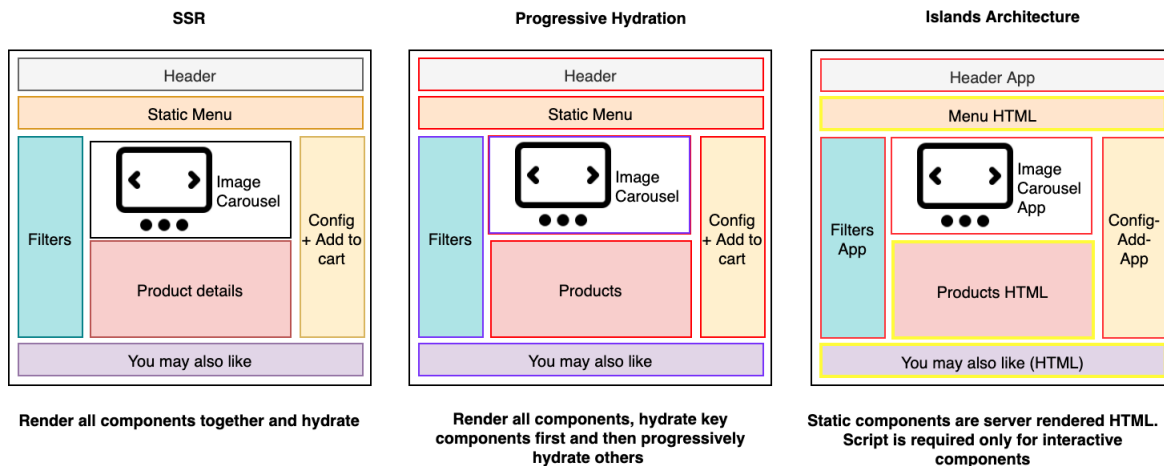 SSR
Header
Static Menu
Filters
Image
Carousel
Config
+ Add to
cart
Product details
You may also like
Render all components together and hydrate
Progressive Hydration
Header
Static Menu
Filters
Image
Carousel
Config
+ Add to
cart
Products
You may also like
Render all components, hydrate key
components first and then progressively
hydrate others
Islands Architecture
Header App
Menu HTML
Filters
App
Image
Carousel
App
Config-
Add-
App
Products HTML
You may also like (HTML)
Static components are server rendered HTML.
Script is required only for interactive
components